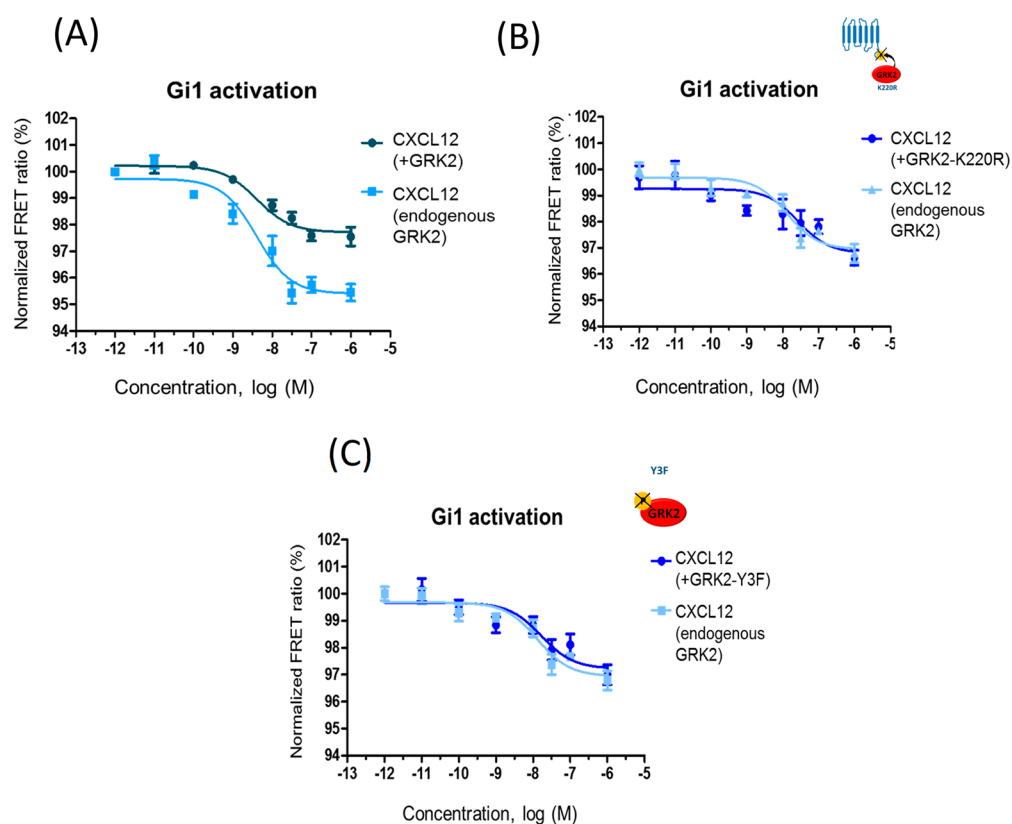 (A)
Gi1 activation
Normalized FRET ratio (%)
102
101
100
99
98
97
96
95
94
-13 -12 -11 -10 -9 -8 -7 -6 -5
Concentration, log (M)
CXCL12
(+GRK2)
CXCL12
(endogenous
GRK2)
(B)
GRK2
K220R
Gi1 activation
Normalized FRET ratio (%)
102
101
100
99
98
97
96
95
94
-13 -12 -11 -10 -9 -8 -7 -6 -5
Concentration, log (M)
CXCL12
(+GRK2-K220R)
CXCL12
(endogenous
GRK2)
(C)
Y3F
GRK2
Gi1 activation
Normalized FRET ratio (%)
102
101
100
99
98
97
96
95
94
-13 -12 -11 -10 -9 -8 -7 -6 -5
Concentration, log (M)
CXCL12
(+GRK2-Y3F)
CXCL12
(endogenous
GRK2)